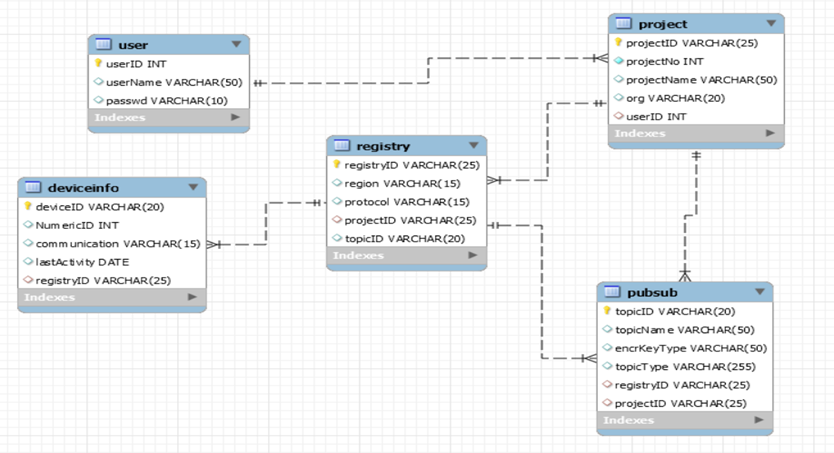 user
userID INT
userName VARCHAR(50)
passwd VARCHAR(10)
Indexes
project
projectID VARCHAR(25)
projectNo INT
projectName VARCHAR(50)
org VARCHAR(20)
userID INT
Indexes
registry
registryID VARCHAR(25)
region VARCHAR(15)
protocol VARCHAR(15)
projectID VARCHAR(25)
topicID VARCHAR(20)
Indexes
deviceinfo
deviceID VARCHAR(20)
NumericID INT
communication VARCHAR(15)
lastActivity DATE
registryID VARCHAR(25)
Indexes
pubsub
topicID VARCHAR(20)
topicName VARCHAR(50)
encrKeyType VARCHAR(50)
topicType VARCHAR(255)
registryID VARCHAR(25)
projectID VARCHAR(25)
Indexes